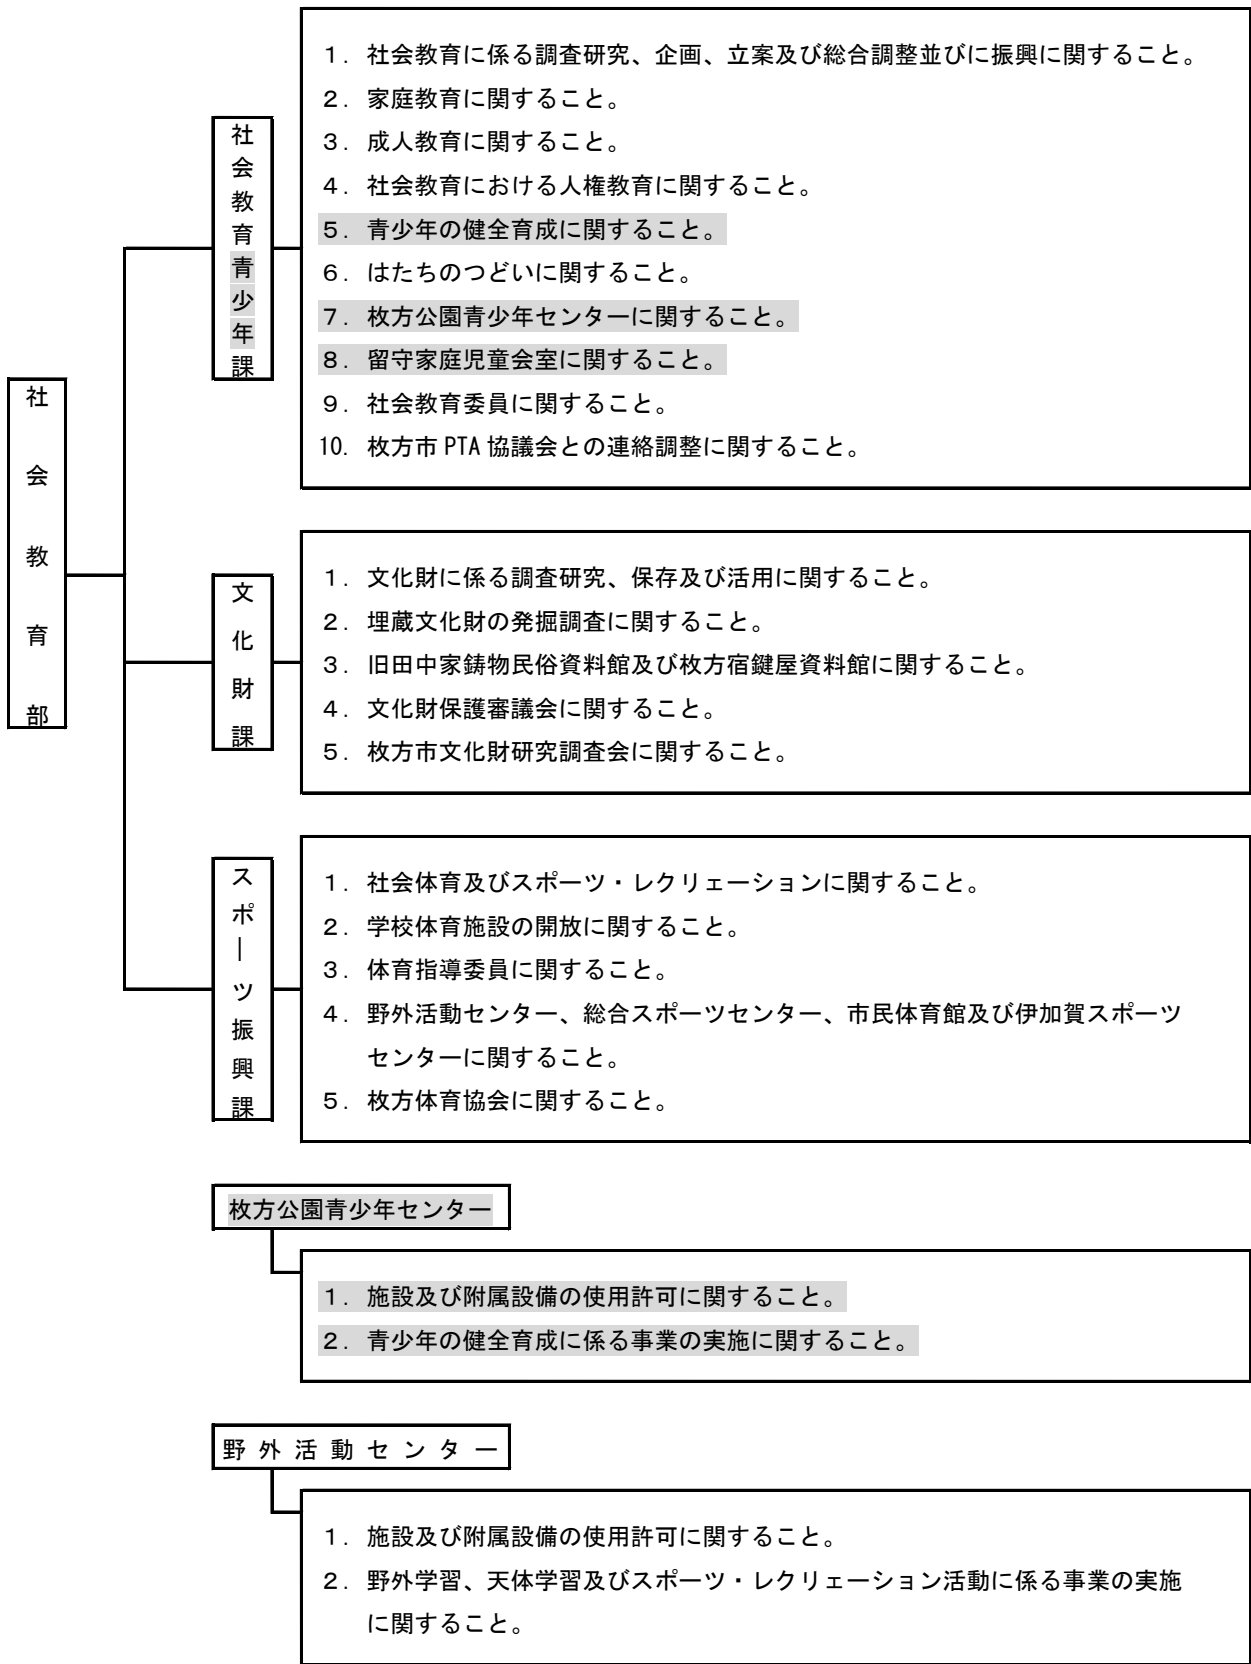 社会教育部
社会教育青少年課
１．社会教育に係る調査研究、企画、立案及び総合調整並びに振興に関すること。
２．家庭教育に関すること。
３．成人教育に関すること。
４．社会教育における人権教育に関すること。
５．青少年の健全育成に関すること。
６．はたちのつどいに関すること。
７．枚方公園青少年センターに関すること。
８．留守家庭児童会室に関すること。
９．社会教育委員に関すること。
10. 枚方市 PTA 協議会との連絡調整に関すること。
文化財課
１．文化財に係る調査研究、保存及び活用に関すること。
２．埋蔵文化財の発掘調査に関すること。
３．旧田中家鋳物民俗資料館及び枚方宿鍵屋資料館に関すること。
４．文化財保護審議会に関すること。
５．枚方市文化財研究調査会に関すること。
スポーツ振興課
１．社会体育及びスポーツ・レクリェーションに関すること。
２．学校体育施設の開放に関すること。
３．体育指導委員に関すること。
４．野外活動センター、総合スポーツセンター、市民体育館及び伊加賀スポーツ
センターに関すること。
５．枚方体育協会に関すること。
枚方公園青少年センター
１．施設及び附属設備の使用許可に関すること。
２．青少年の健全育成に係る事業の実施に関すること。
野外活動センター
１．施設及び附属設備の使用許可に関すること。
２．野外学習、天体学習及びスポーツ・レクリェーション活動に係る事業の実施
に関すること。